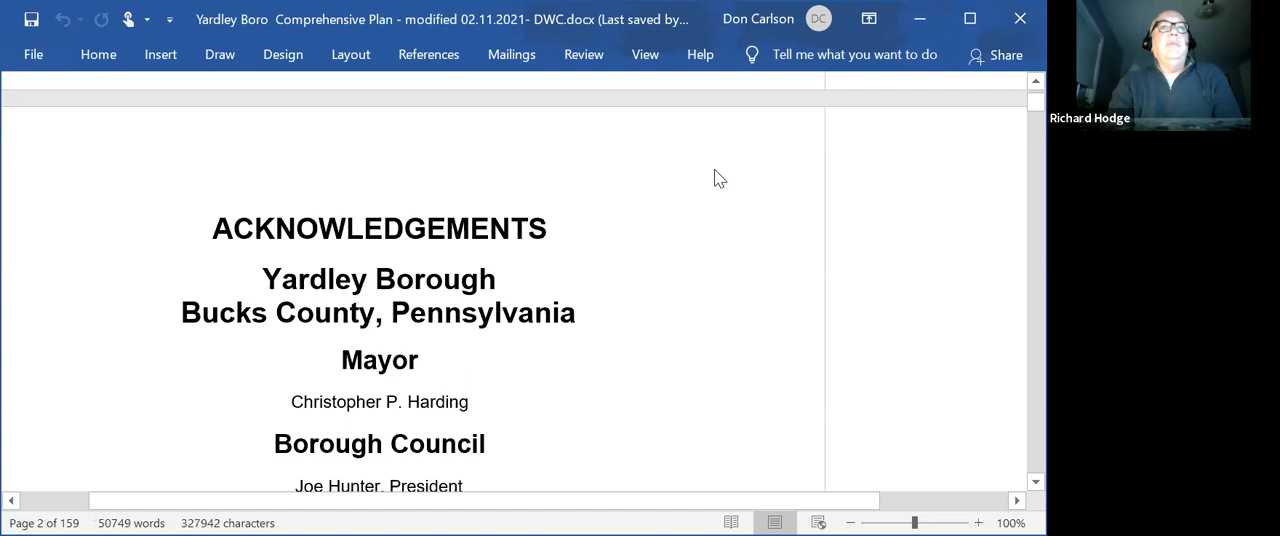 Yardley Boro  Comprehensive Plan - modified 02.11.2021- DWC.docx (Last saved by...
Don Carlson
DC
File
Home
Insert
Draw
Design
Layout
References
Mailings
Review
View
Help
Tell me what you want to do
Share
Richard Hodge
ACKNOWLEDGEMENTS
Yardley Borough
Bucks County, Pennsylvania
Mayor
Christopher P. Harding
Borough Council
Joe Hunter, President
Page 2 of 159
50749 words
327942 characters
100%